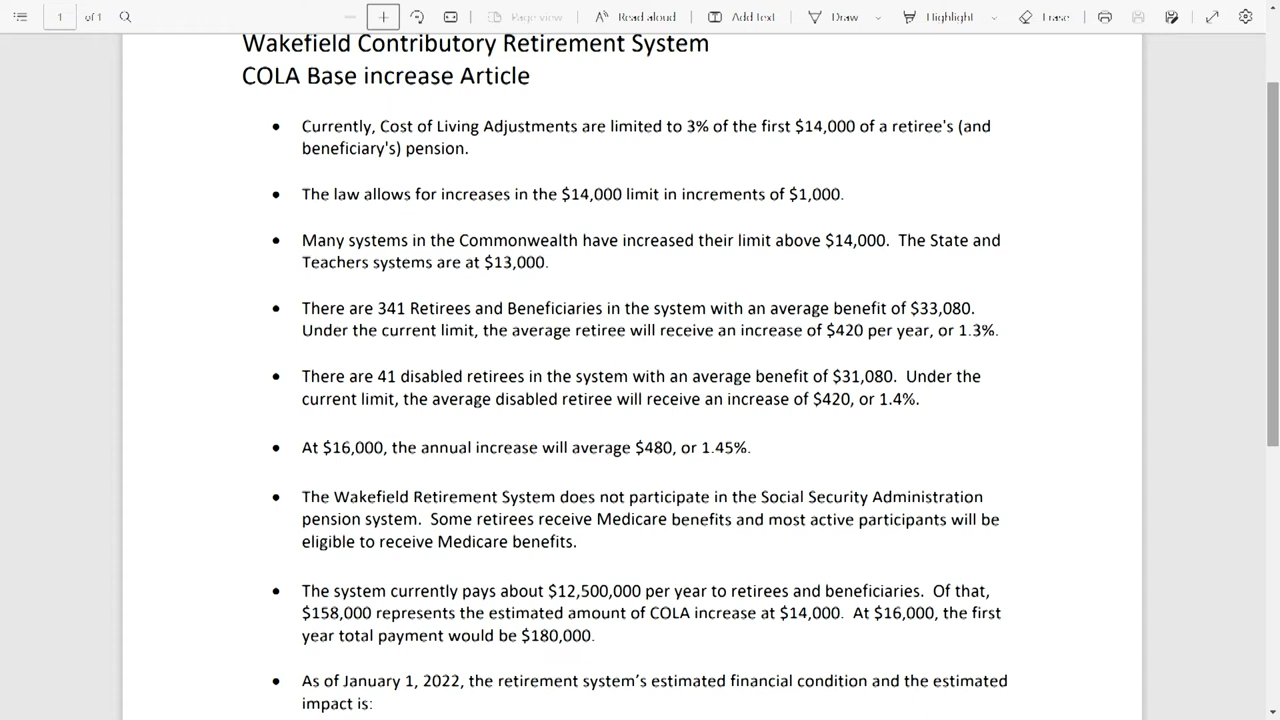 1 of 1 Page view Read aloud Add text Draw Highlight Erase
Wakefield Contributory Retirement System
COLA Base increase Article
• Currently, Cost of Living Adjustments are limited to 3% of the first $14,000 of a retiree's (and
beneficiary's) pension.
• The law allows for increases in the $14,000 limit in increments of $1,000.
• Many systems in the Commonwealth have increased their limit above $14,000. The State and
Teachers systems are at $13,000.
• There are 341 Retirees and Beneficiaries in the system with an average benefit of $33,080.
Under the current limit, the average retiree will receive an increase of $420 per year, or 1.3%.
• There are 41 disabled retirees in the system with an average benefit of $31,080. Under the
current limit, the average disabled retiree will receive an increase of $420, or 1.4%.
• At $16,000, the annual increase will average $480, or 1.45%.
• The Wakefield Retirement System does not participate in the Social Security Administration
pension system. Some retirees receive Medicare benefits and most active participants will be
eligible to receive Medicare benefits.
• The system currently pays about $12,500,000 per year to retirees and beneficiaries. Of that,
$158,000 represents the estimated amount of COLA increase at $14,000. At $16,000, the first
year total payment would be $180,000.
• As of January 1, 2022, the retirement system's estimated financial condition and the estimated
impact is: